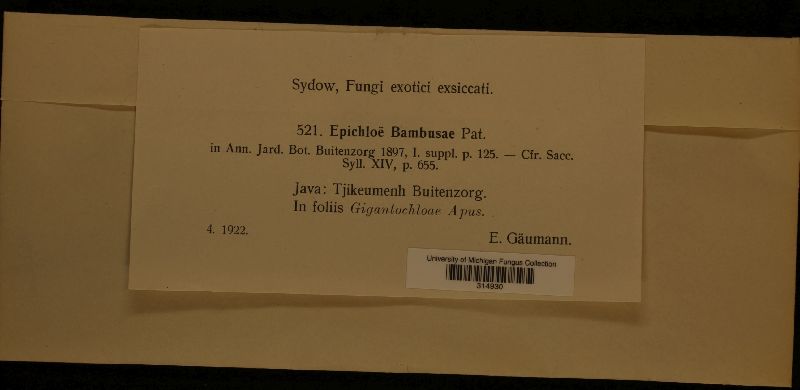 Sydow, Fungi exotici exsiccati.
521. Epichloë Bambusae Pat.
in Ann. Jard. Bot. Buitenzorg 1897, I. suppl. p. 125. — Cfr. Sacc.
Syll. XIV, p. 655.
Java: Tjikeumenh Buitenzorg.
In foliis Gigantochloae Apus.
4. 1922.
E. Gäumann.
University of Michigan Fungus Collection
314930